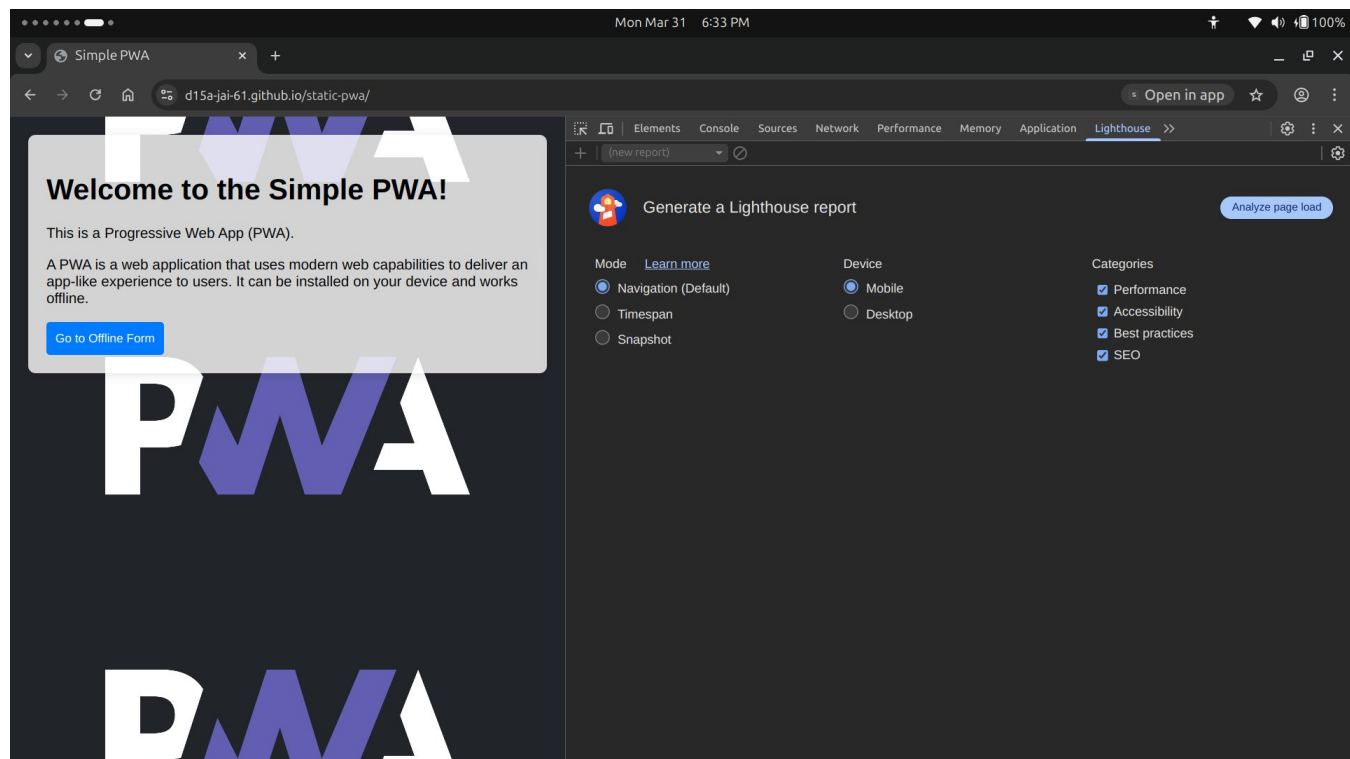 Mon Mar 31 6:33 PM
100%
Simple PWA
d15a-jai-61.github.io/static-pwa/
Open in app
Elements Console Sources Network Performance Memory Application Lighthouse
(new report)
PWA
Welcome to the Simple PWA!
This is a Progressive Web App (PWA).
A PWA is a web application that uses modern web capabilities to deliver an
app-like experience to users. It can be installed on your device and works
offline.
Go to Offline Form
PWA
PWA
Generate a Lighthouse report
Analyze page load
Mode Learn more
Navigation (Default)
Timespan
Snapshot
Device
Mobile
Desktop
Categories
Performance
Accessibility
Best practices
SEO